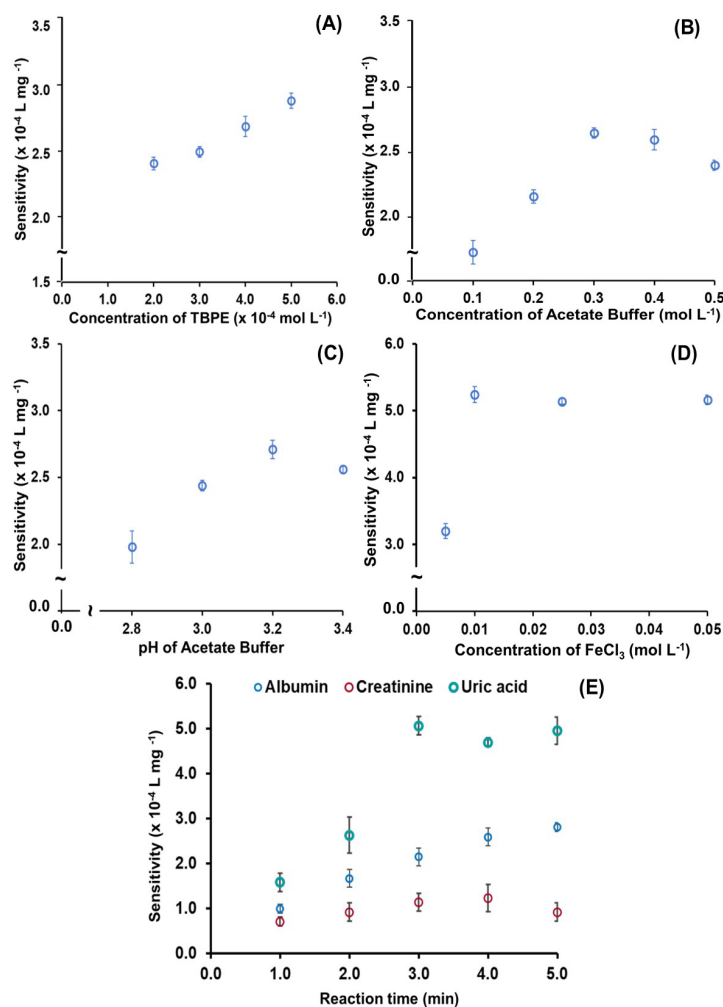 (A)
Sensitivity (x 10⁻⁴ L mg ⁻¹)
3.5
3.0
2.5
2.0
~
1.5
0.0 1.0 2.0 3.0 4.0 5.0 6.0
Concentration of TBPE (x 10⁻⁴ mol L⁻¹)
(B)
Sensitivity (x 10⁻⁴ L mg ⁻¹)
3.5
3.0
2.5
2.0
~
0.0
0.0 0.1 0.2 0.3 0.4 0.5
Concentration of Acetate Buffer (mol L⁻¹)
(C)
Sensitivity (x 10⁻⁴ L mg ⁻¹)
3.5
3.0
2.5
2.0
~
0.0
~
0.0 2.8 3.0 3.2 3.4
pH of Acetate Buffer
(D)
Sensitivity (x 10⁻⁴ L mg ⁻¹)
6.0
5.0
4.0
3.0
~
0.0
0.00 0.01 0.02 0.03 0.04 0.05
Concentration of FeCl₃ (mol L⁻¹)
Albumin Creatinine Uric acid (E)
Sensitivity (x 10⁻⁴ L mg ⁻¹)
6.0
5.0
4.0
3.0
2.0
1.0
0.0
0.0 1.0 2.0 3.0 4.0 5.0
Reaction time (min)